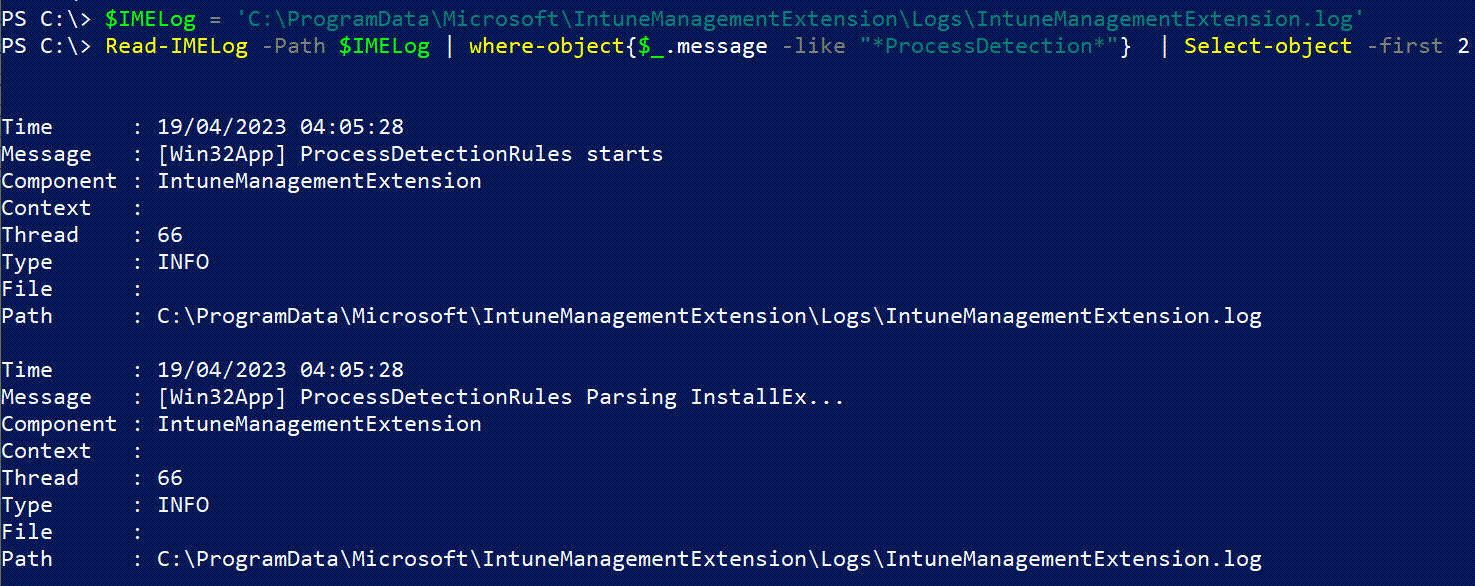 PS C:\> $IMELog = 'C:\ProgramData\Microsoft\IntuneManagementExtension\Logs\IntuneManagementExtension.log'
PS C:\> Read-IMELog -Path $IMELog | where-object{$_.message -like "*ProcessDetection*"}  | Select-object -first 2
Time      : 19/04/2023 04:05:28
Message   : [Win32App] ProcessDetectionRules starts
Component : IntuneManagementExtension
Context   :
Thread    : 66
Type      : INFO
File      :
Path      : C:\ProgramData\Microsoft\IntuneManagementExtension\Logs\IntuneManagementExtension.log
Time      : 19/04/2023 04:05:28
Message   : [Win32App] ProcessDetectionRules Parsing InstallEx...
Component : IntuneManagementExtension
Context   :
Thread    : 66
Type      : INFO
File      :
Path      : C:\ProgramData\Microsoft\IntuneManagementExtension\Logs\IntuneManagementExtension.log